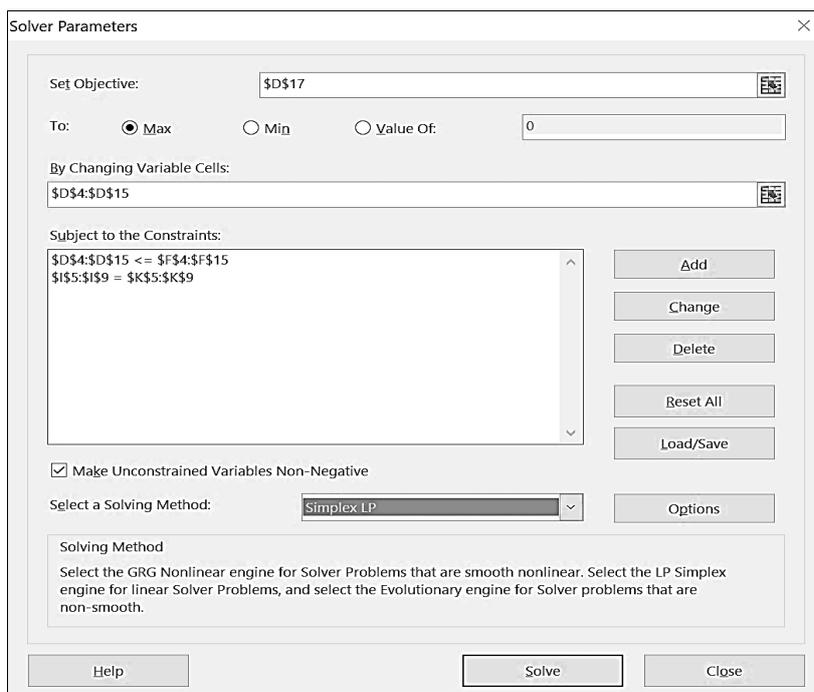 Solver Parameters
Set Objective: $D$17
To: Max Min Value Of: 0
By Changing Variable Cells:
$D$4:$D$15
Subject to the Constraints:
$D$4:$D$15 <= $F$4:$F$15
$I$5:$I$9 = $K$5:$K$9
Add
Change
Delete
Reset All
Load/Save
Make Unconstrained Variables Non-Negative
Select a Solving Method: Simplex LP Options
Solving Method
Select the GRG Nonlinear engine for Solver Problems that are smooth nonlinear. Select the LP Simplex
engine for linear Solver Problems, and select the Evolutionary engine for Solver problems that are
non-smooth.
Help Solve Close